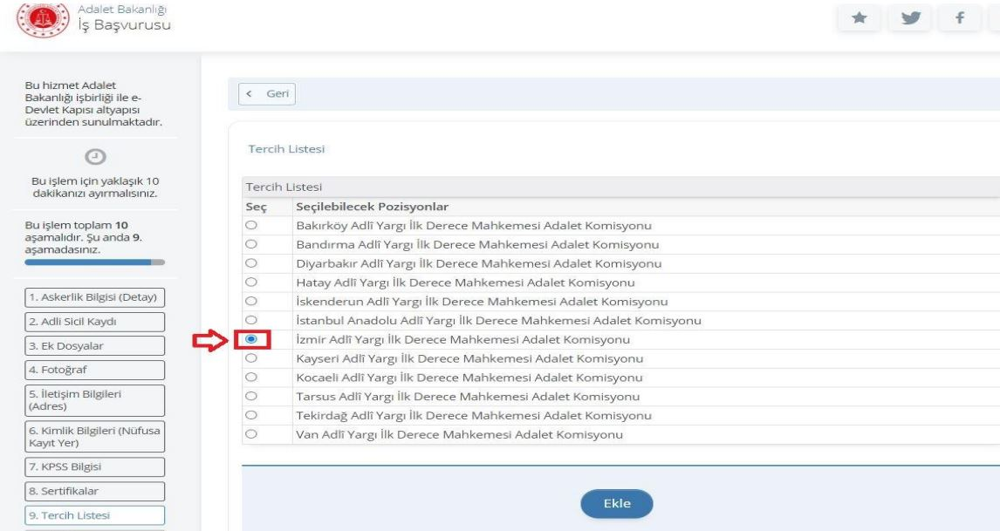 Adalet Bakanlığı
İş Başvurusu
Bu hizmet Adalet
Bakanlığı işbirliği ile e-
Devlet Kapısı altyapısı
üzerinden sunulmaktadır.
Bu işlem için yaklaşık 10
dakikanızı ayırmalısınız.
Bu işlem toplam 10
aşamalıdır. Şu anda 9.
aşamadasınız.
1. Askerlik Bilgisi (Detay)
2. Adli Sicil Kaydı
3. Ek Dosyalar
4. Fotoğraf
5. İletişim Bilgileri
(Adres)
6. Kimlik Bilgileri (Nüfusa
Kayıt Yer)
7. KPSS Bilgisi
8. Sertifikalar
9. Tercih Listesi
< Geri
Tercih Listesi
Tercih Listesi
Seç Seçilebilecek Pozisyonlar
Bakırköy Adlî Yargı İlk Derece Mahkemesi Adalet Komisyonu
Bandırma Adlî Yargı İlk Derece Mahkemesi Adalet Komisyonu
Diyarbakır Adlî Yargı İlk Derece Mahkemesi Adalet Komisyonu
Hatay Adlî Yargı İlk Derece Mahkemesi Adalet Komisyonu
İskenderun Adlî Yargı İlk Derece Mahkemesi Adalet Komisyonu
İstanbul Anadolu Adlî Yargı İlk Derece Mahkemesi Adalet Komisyonu
İzmir Adlî Yargı İlk Derece Mahkemesi Adalet Komisyonu
Kayseri Adlî Yargı İlk Derece Mahkemesi Adalet Komisyonu
Kocaeli Adlî Yargı İlk Derece Mahkemesi Adalet Komisyonu
Tarsus Adlî Yargı İlk Derece Mahkemesi Adalet Komisyonu
Tekirdağ Adlî Yargı İlk Derece Mahkemesi Adalet Komisyonu
Van Adlî Yargı İlk Derece Mahkemesi Adalet Komisyonu
Ekle